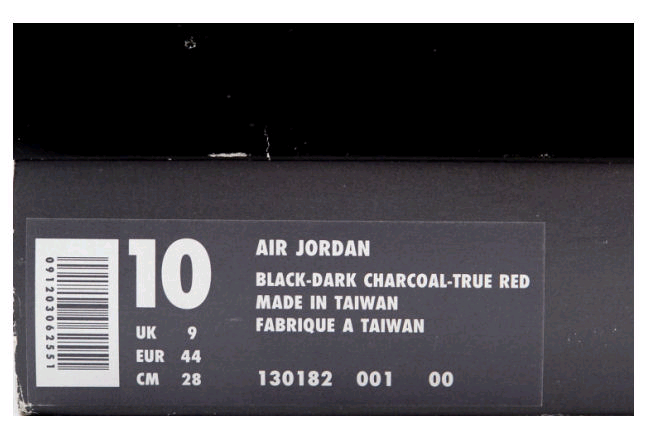 10
AIR JORDAN
BLACK-DARK CHARCOAL-TRUE RED
MADE IN TAIWAN
FABRIQUE A TAIWAN
UK 9
EUR 44
CM 28
130182 001 00
091203062551